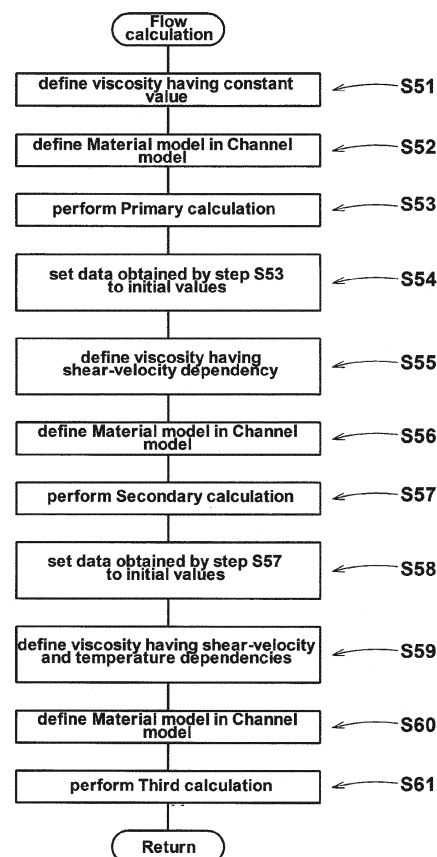 Flow
calculation
define viscosity having constant
value
S51
define Material model in Channel
model
S52
perform Primary calculation
S53
set data obtained by step S53
to initial values
S54
define viscosity having
shear-velocity dependency
S55
define Material model in Channel
model
S56
perform Secondary calculation
S57
set data obtained by step S57
to initial values
S58
define viscosity having shear-velocity
and temperature dependencies
S59
define Material model in Channel
model
S60
perform Third calculation
S61
Return